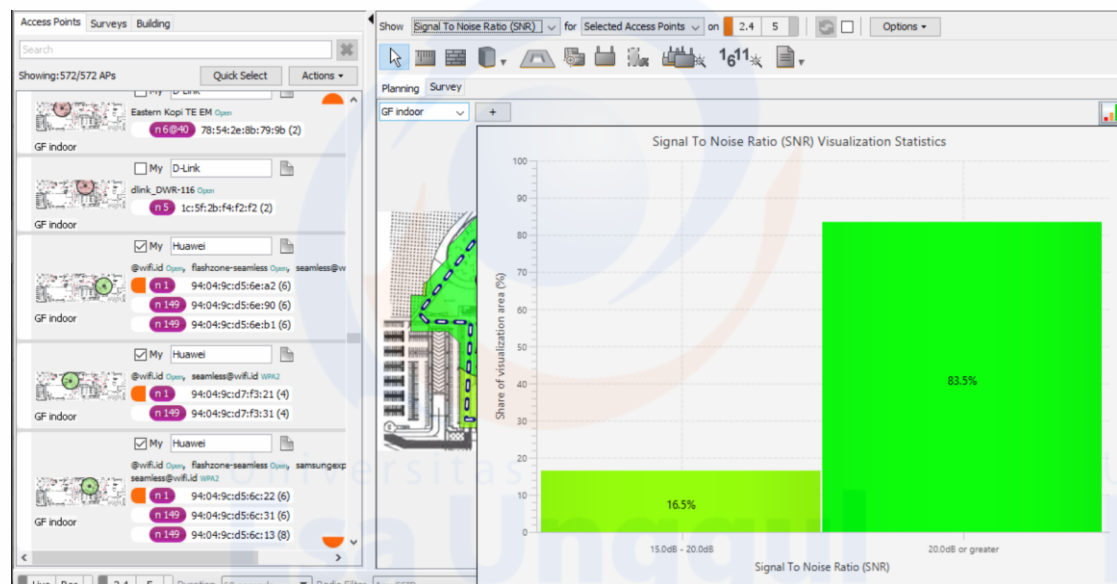 Access Points Surveys Building
Search
Showing:572/572 APs Quick Select Actions
My D-Link
Eastern Kopi TE EM Open
n 6@40 78:54:2e:8b:79:9b (2)
GF indoor
My D-Link
dlink_DWR-116 Open
n 5 1c:5f:2b:f4:f2:f2 (2)
GF indoor
My Huawei
@wifi.id Open, flashzone-seamless Open, seamless@w
n 1 94:04:9c:d5:6e:a2 (6)
n 149 94:04:9c:d5:6e:90 (6)
n 149 94:04:9c:d5:6e:b1 (6)
GF indoor
My Huawei
@wifi.id Open, seamless@wifi.id WPA2
n 1 94:04:9c:d7:f3:21 (4)
n 149 94:04:9c:d7:f3:31 (4)
GF indoor
My Huawei
@wifi.id Open, flashzone-seamless Open, samsungexp
seamless@wifi.id WPA2
n 1 94:04:9c:d5:6c:22 (6)
n 149 94:04:9c:d5:6c:31 (6)
n 149 94:04:9c:d5:6c:13 (8)
GF indoor
Show Signal To Noise Ratio (SNR) for Selected Access Points on 2.4 5 Options
1611
Planning Survey
GF indoor +
Signal To Noise Ratio (SNR) Visualization Statistics
Share of visualization area (%)
100
90
80
70
60
50
40
30
20
10
0
83.5%
16.5%
15.0dB - 20.0dB 20.0dB or greater
Signal To Noise Ratio (SNR)
Universitas
Esa Unggul